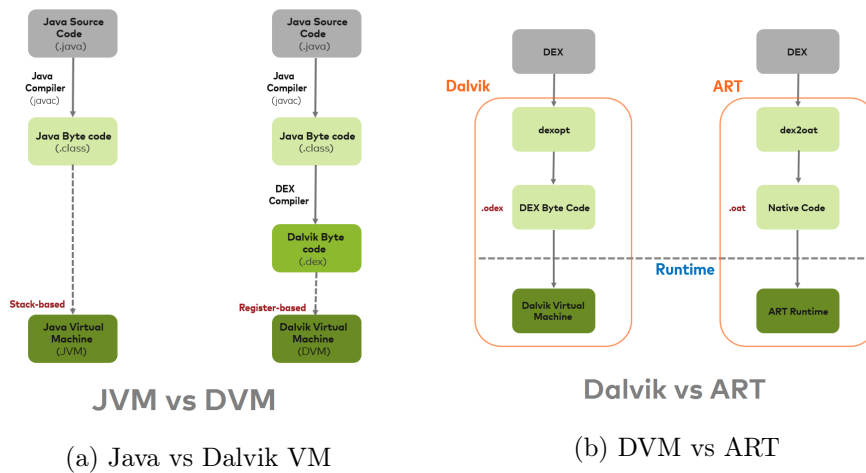 Java Source
Code
(.java)
Java
Compiler
(javac)
Java Byte code
(.class)
Stack-based
Java Virtual
Machine
(JVM)
Java Source
Code
(.java)
Java
Compiler
(javac)
Java Byte code
(.class)
DEX
Compiler
Dalvik Byte
code
(.dex)
Register-based
Dalvik Virtual
Machine
(DVM)
JVM vs DVM
(a) Java vs Dalvik VM
DEX
Dalvik
dexopt
.odex
DEX Byte Code
Dalvik Virtual
Machine
DEX
ART
dex2oat
.oat
Native Code
Runtime
ART Runtime
Dalvik vs ART
(b) DVM vs ART